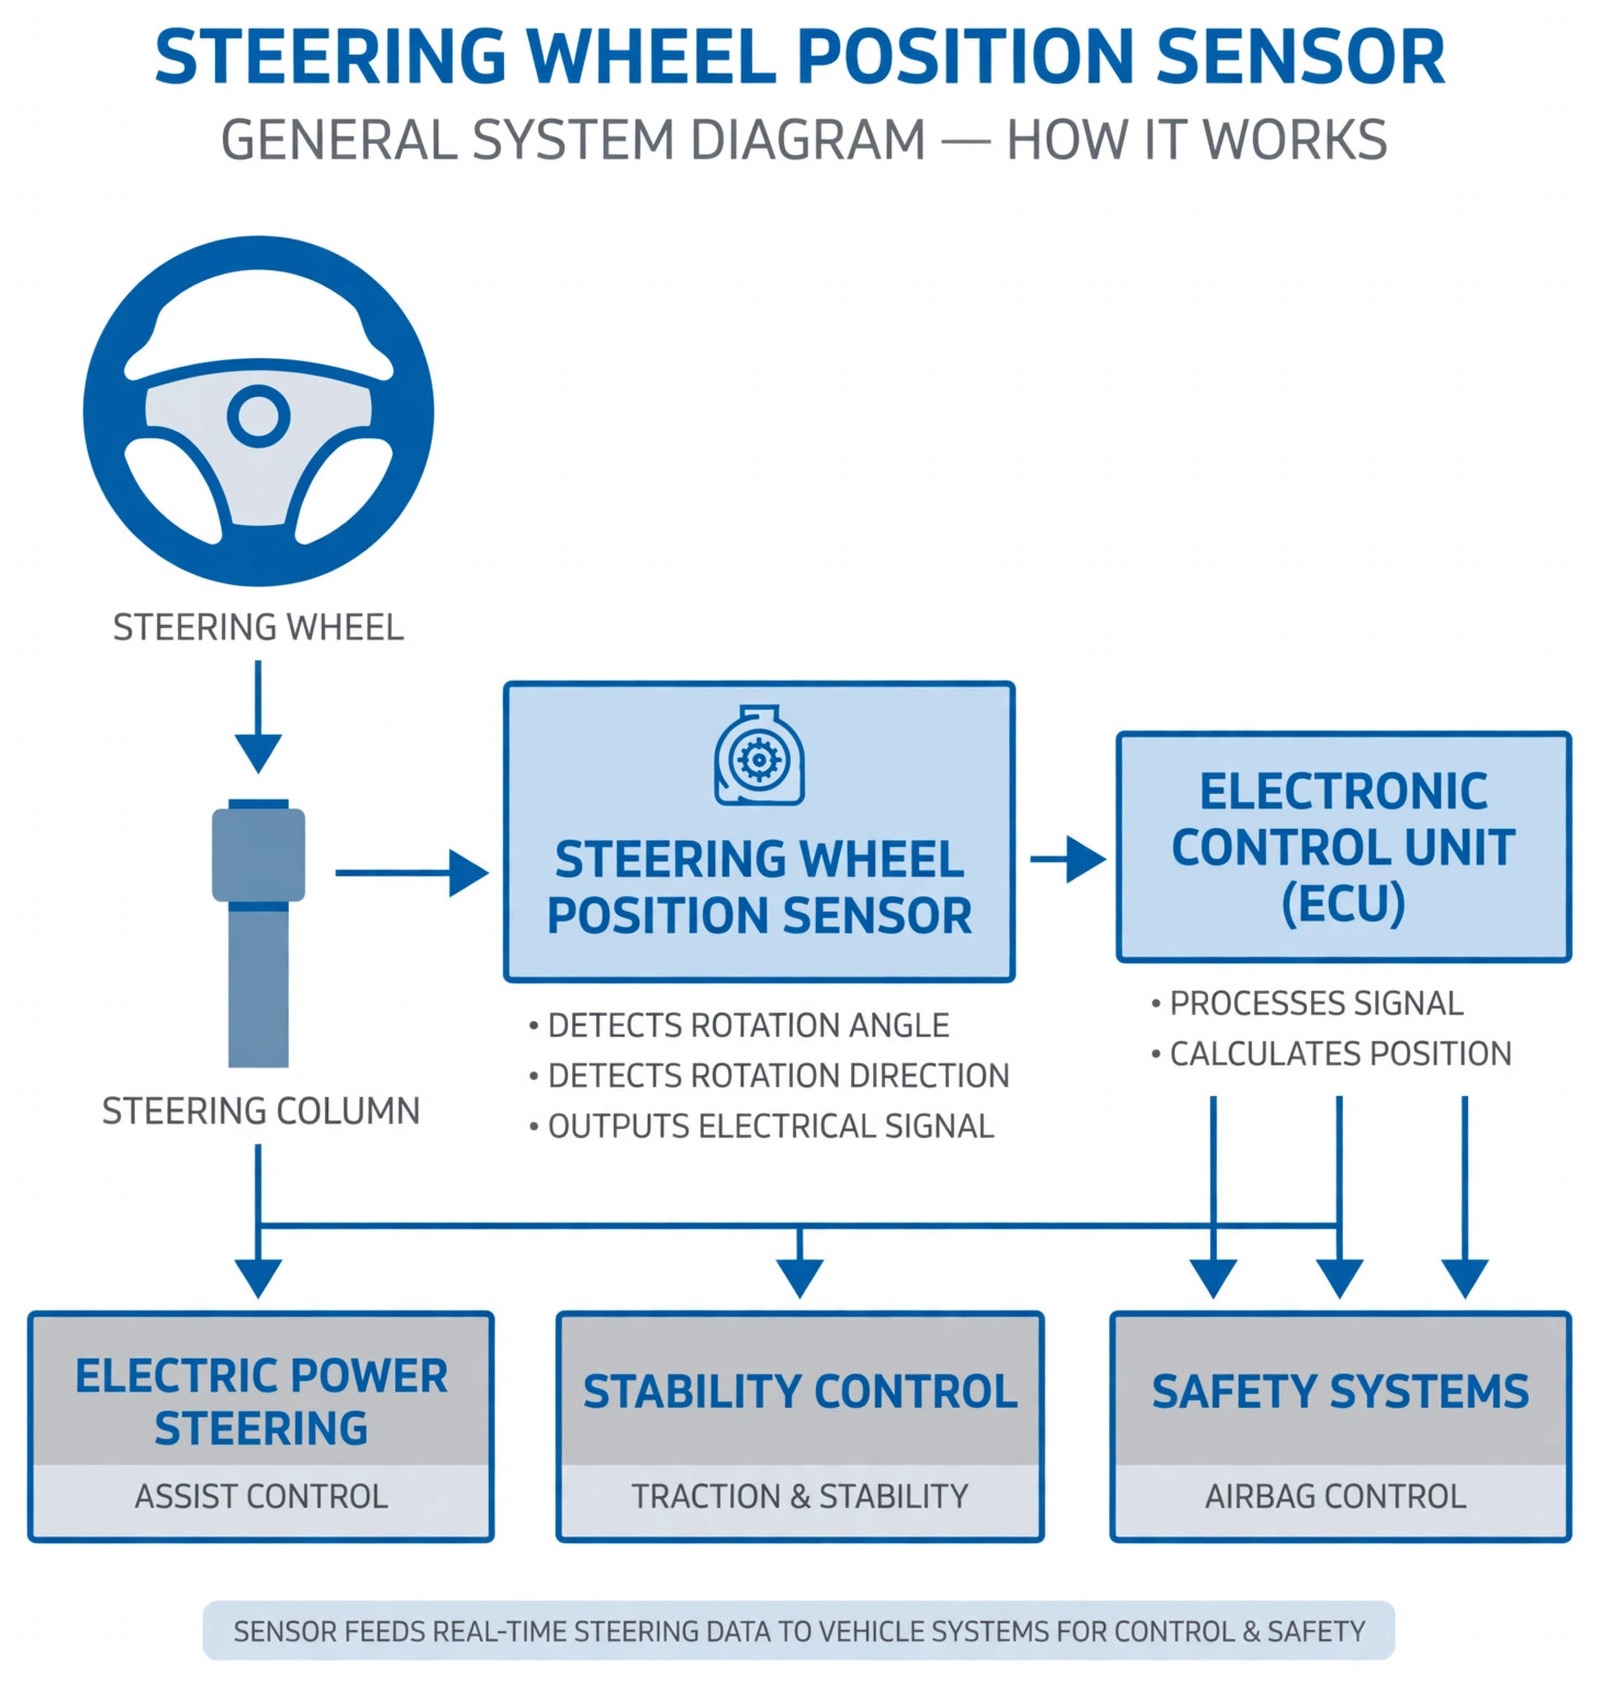 STEERING WHEEL POSITION SENSOR
GENERAL SYSTEM DIAGRAM — HOW IT WORKS
STEERING WHEEL
STEERING WHEEL
POSITION SENSOR
ELECTRONIC
CONTROL UNIT
(ECU)
• DETECTS ROTATION ANGLE
• DETECTS ROTATION DIRECTION
• OUTPUTS ELECTRICAL SIGNAL
• PROCESSES SIGNAL
• CALCULATES POSITION
STEERING COLUMN
ELECTRIC POWER
STEERING
ASSIST CONTROL
STABILITY CONTROL
TRACTION & STABILITY
SAFETY SYSTEMS
AIRBAG CONTROL
SENSOR FEEDS REAL-TIME STEERING DATA TO VEHICLE SYSTEMS FOR CONTROL & SAFETY